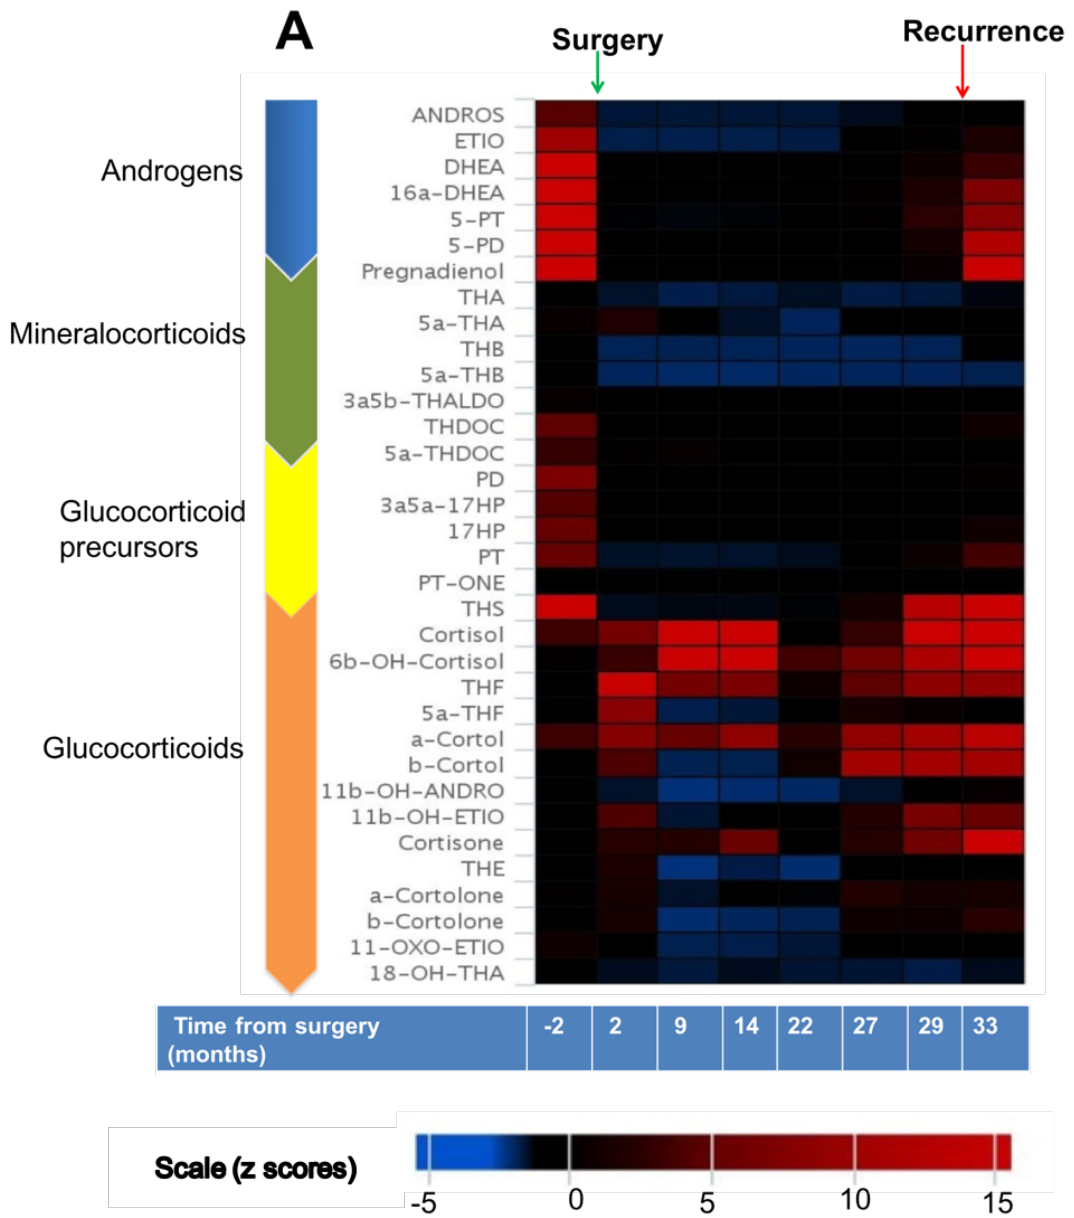 A
Surgery
Recurrence
Androgens
Mineralocorticoids
Glucocorticoid
precursors
Glucocorticoids
ANDROS
ETIO
DHEA
16a-DHEA
5-PT
5-PD
Pregnadienol
THA
5a-THA
THB
5a-THB
3a5b-THALDO
THDOC
5a-THDOC
PD
3a5a-17HP
17HP
PT
PT-ONE
THS
Cortisol
6b-OH-Cortisol
THF
5a-THF
a-Cortol
b-Cortol
11b-OH-ANDRO
11b-OH-ETIO
Cortisone
THE
a-Cortolone
b-Cortolone
11-OXO-ETIO
18-OH-THA
Time from surgery
(months)
-2 2 9 14 22 27 29 33
Scale (z scores)
-5 0 5 10 15